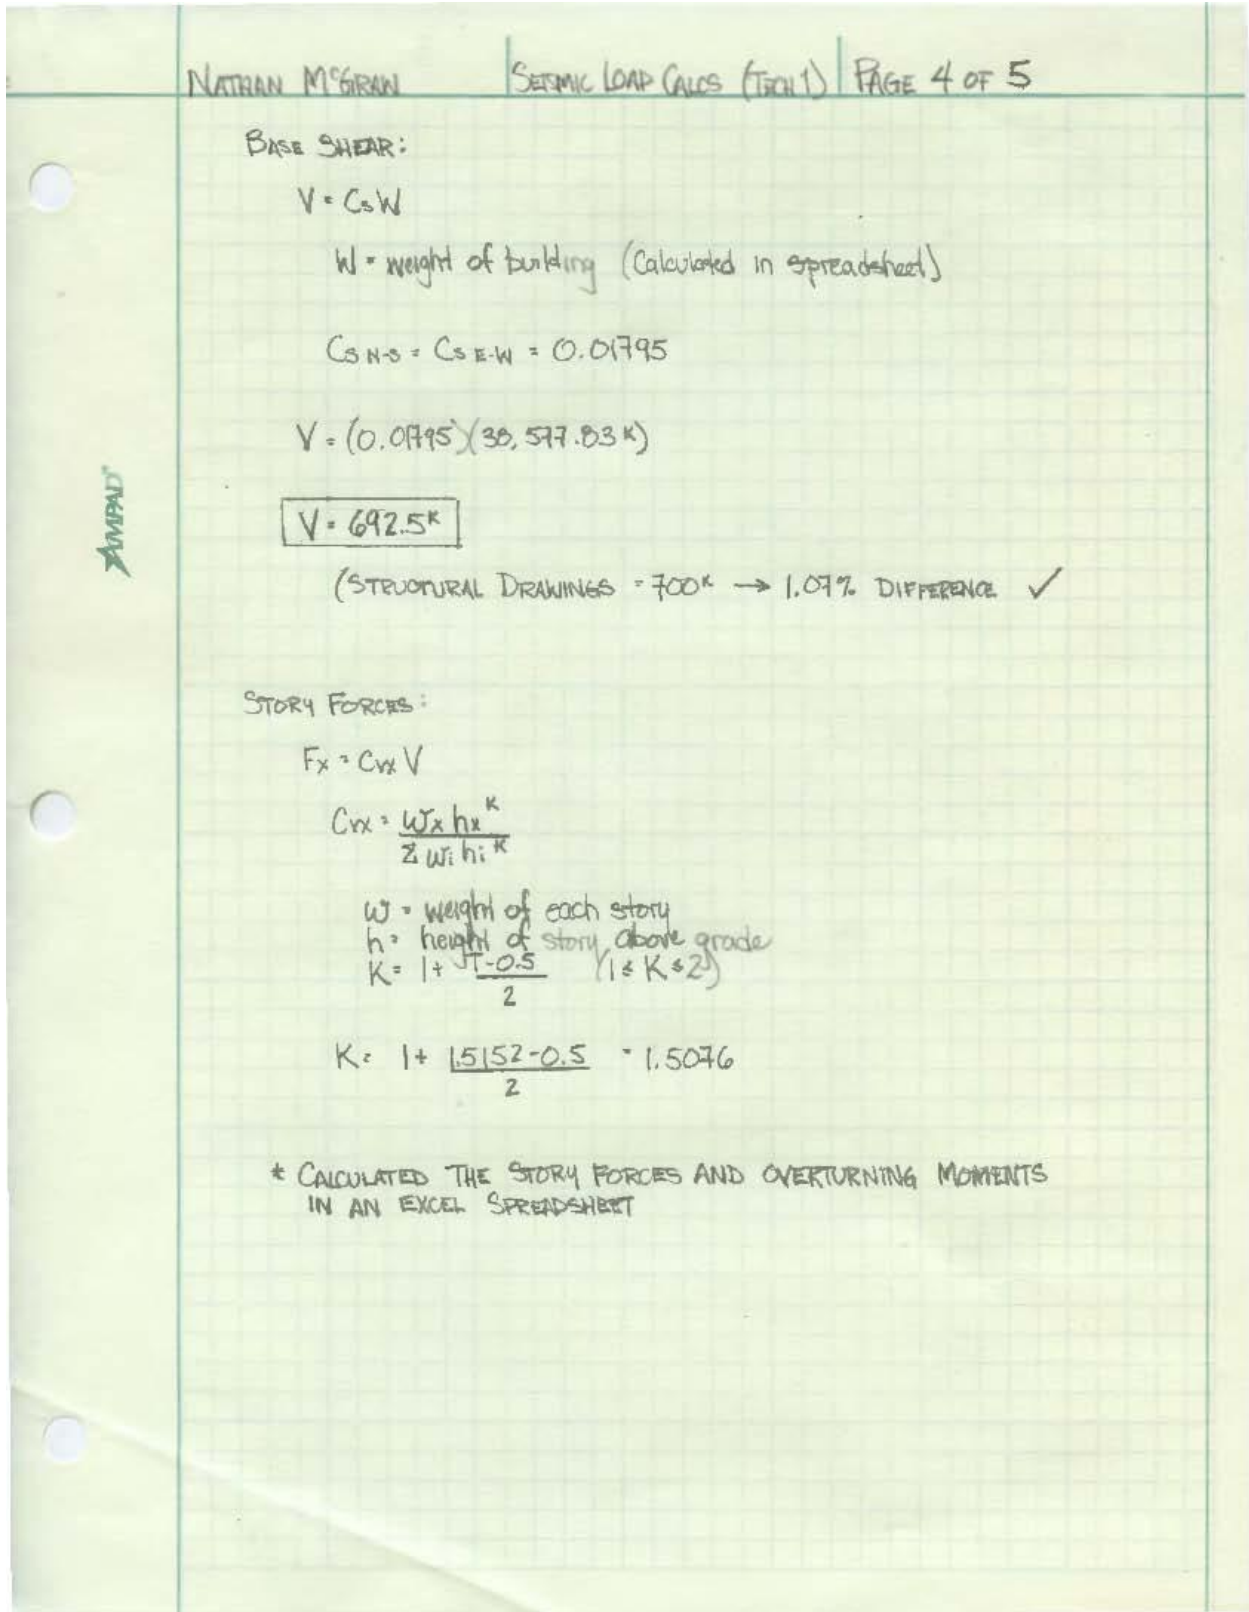 NATHAN McGRAW SEISMIC LOAD CALCS (TECH 1) PAGE 4 OF 5
BASE SHEAR:
V = CsW
W = weight of building (Calculated in spreadsheet)
Cs N-S = Cs E-W = 0.01795
V = (0.01795)(38,577.83 K)
V = 692.5ᴷ
(STRUCTURAL DRAWINGS = 700ᴷ → 1.07% DIFFERENCE ✓
AMPAD
STORY FORCES:
Fx = Cvx V
Cvx = Wx hx^K
Σ wi hi^K
W = weight of each story
h = height of story above grade
K = 1 + T-0.5 (1 ≤ K ≤ 2)
2
K = 1 + 1.5152-0.5 = 1.5076
2
* CALCULATED THE STORY FORCES AND OVERTURNING MOMENTS
IN AN EXCEL SPREADSHEET